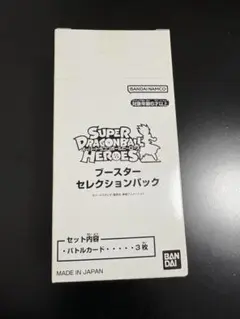 BANDAI NAMCO
対象年齢6才以上
SUPER
DRAGONBALL
HEROES
ブースター
セレクションパック
セット内容
・バトルカード・・・・・3枚
MADE IN JAPAN
BAN
DAI